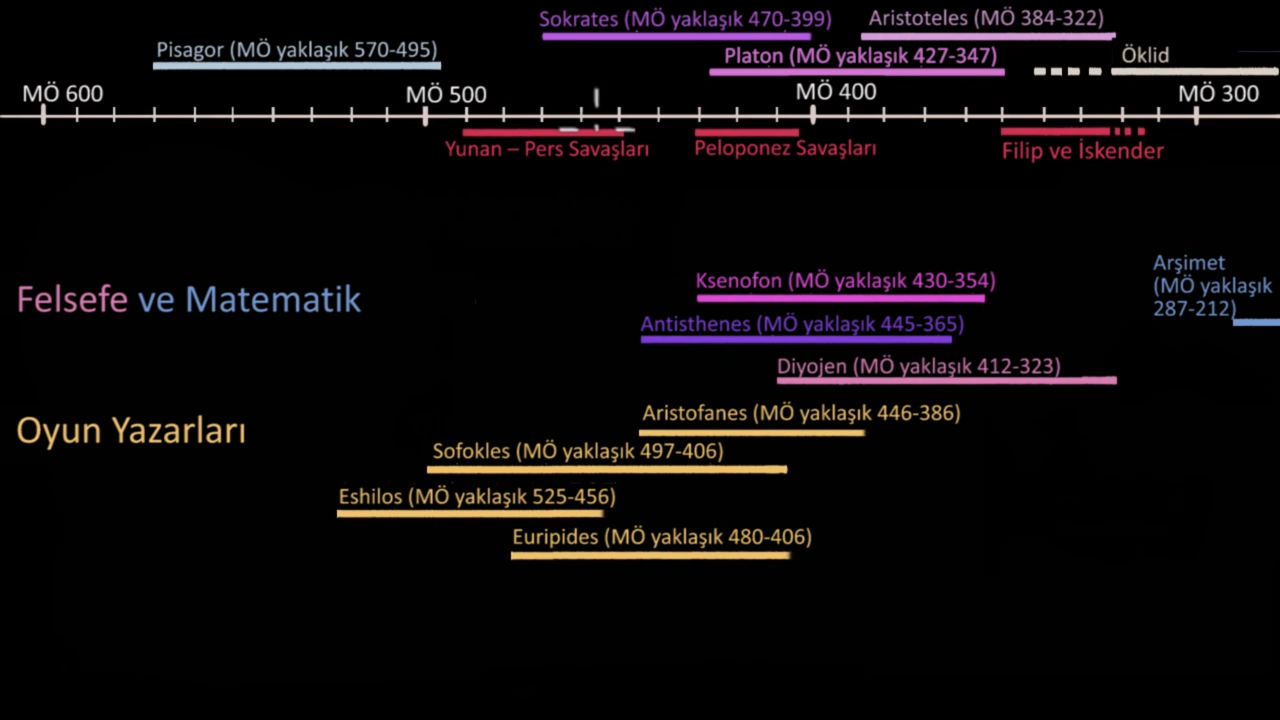 Sokrates (MÖ yaklaşık 470-399)
Aristoteles (MÖ 384-322)
Pisagor (MÖ yaklaşık 570-495)
Platon (MÖ yaklaşık 427-347)
Öklid
MÖ 600
MÖ 500
MÖ 400
MÖ 300
Yunan – Pers Savaşları
Peloponez Savaşları
Filip ve İskender
Arşimet
(MÖ yaklaşık
287-212)
Ksenofon (MÖ yaklaşık 430-354)
Felsefe ve Matematik
Antisthenes (MÖ yaklaşık 445-365)
Diyojen (MÖ yaklaşık 412-323)
Aristofanes (MÖ yaklaşık 446-386)
Oyun Yazarları
Sofokles (MÖ yaklaşık 497-406)
Eshilos (MÖ yaklaşık 525-456)
Euripides (MÖ yaklaşık 480-406)